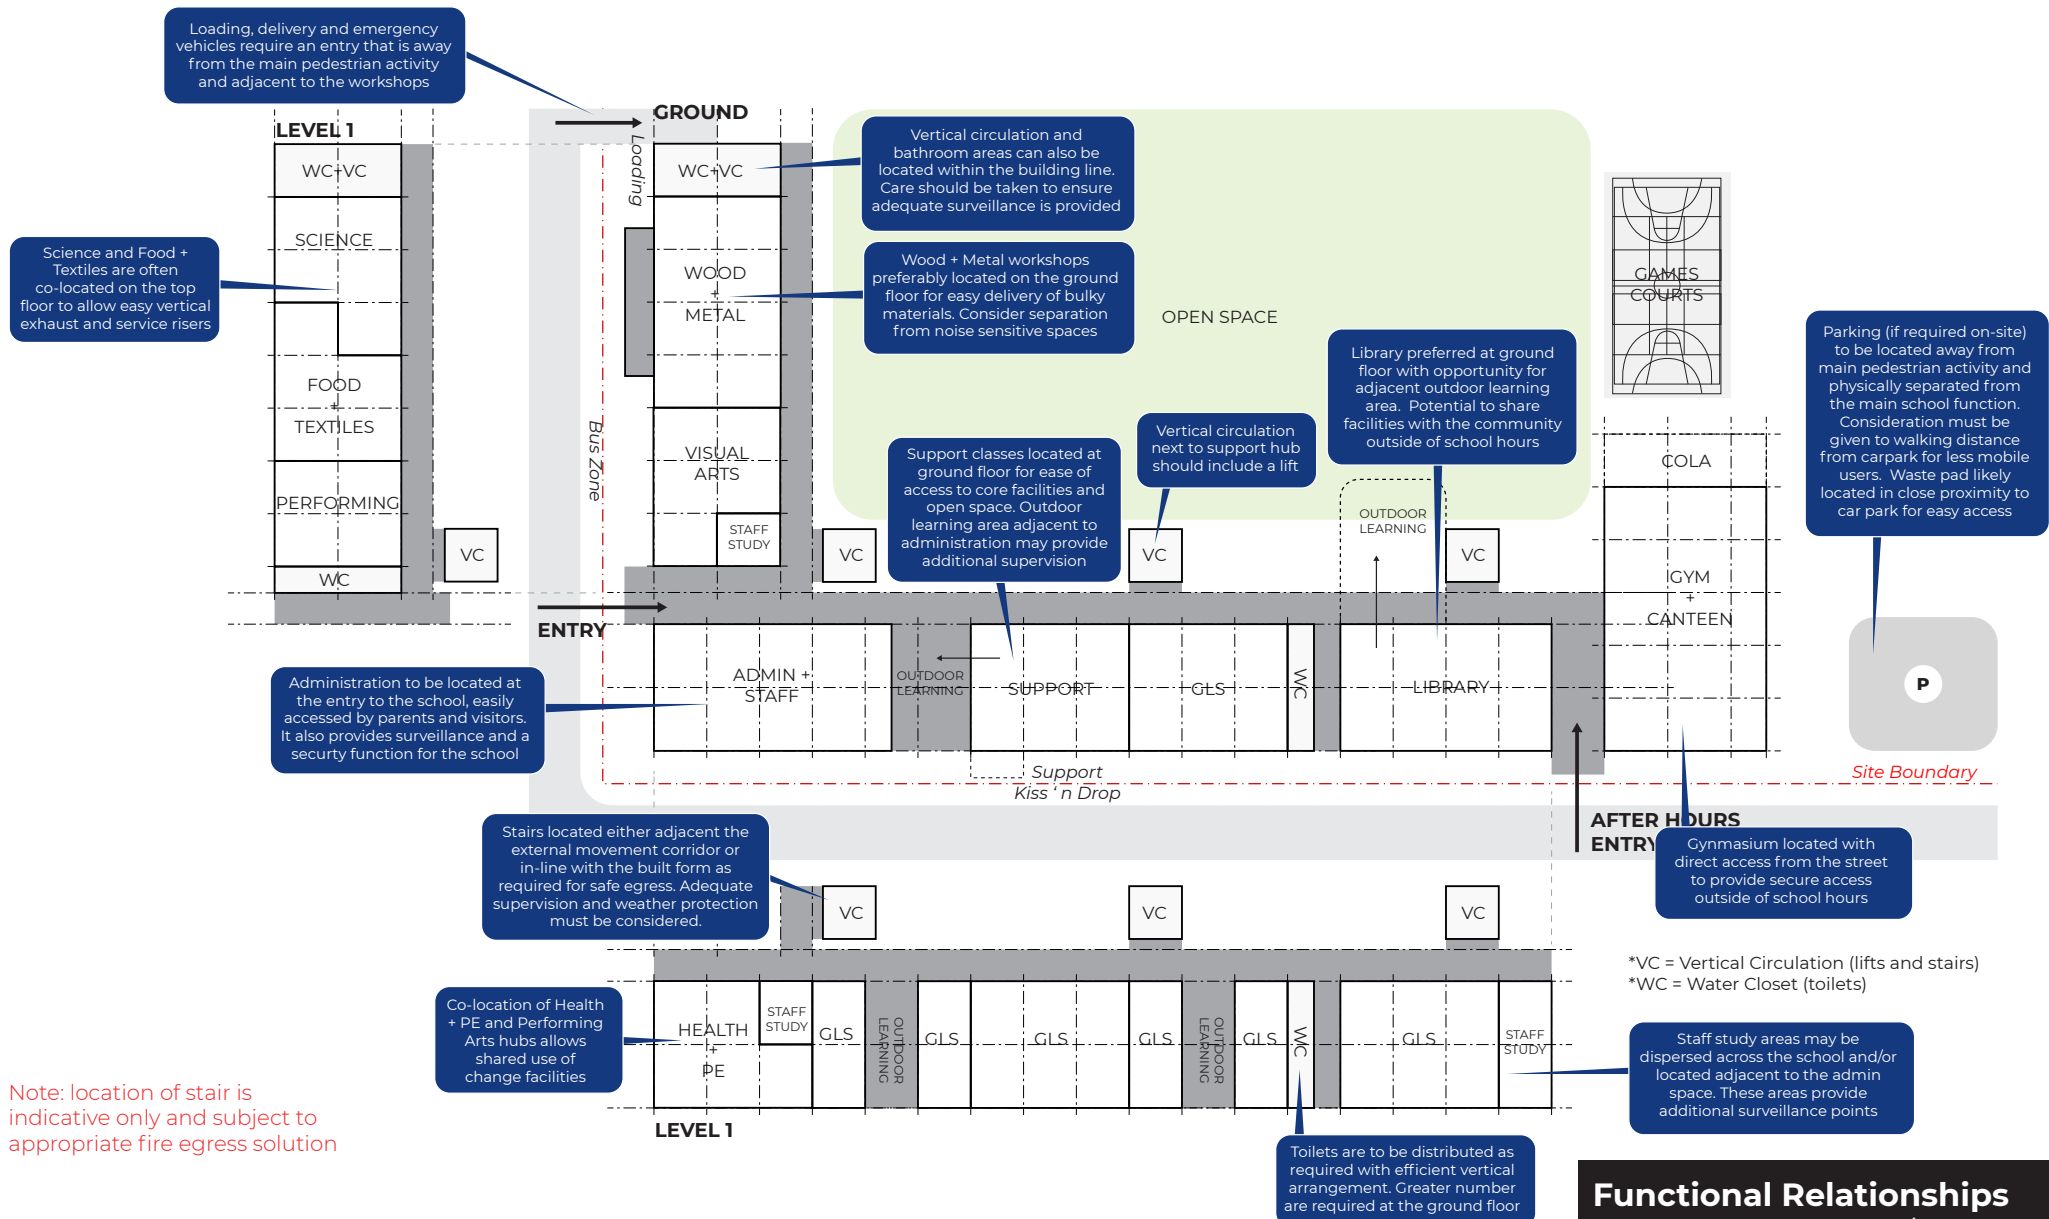 Loading, delivery and emergency
vehicles require an entry that is away
from the main pedestrian activity
and adjacent to the workshops
LEVEL 1
WC+VC
SCIENCE
FOOD
+
TEXTILES
PERFORMING
WC
VC
Science and Food +
Textiles are often
co-located on the top
floor to allow easy vertical
exhaust and service risers
GROUND
Loading
Bus Zone
WC+VC
WOOD
+
METAL
VISUAL
ARTS
STAFF
STUDY
VC
Vertical circulation and
bathroom areas can also be
located within the building line.
Care should be taken to ensure
adequate surveillance is provided
Wood + Metal workshops
preferably located on the ground
floor for easy delivery of bulky
materials. Consider separation
from noise sensitive spaces
OPEN SPACE
Support classes located at
ground floor for ease of
access to core facilities and
open space. Outdoor
learning area adjacent to
administration may provide
additional supervision
Vertical circulation
next to support hub
should include a lift
VC
Library preferred at ground
floor with opportunity for
adjacent outdoor learning
area. Potential to share
facilities with the community
outside of school hours
OUTDOOR
LEARNING
VC
GAMES
COURTS
COLA
GYM
+
CANTEEN
Parking (if required on-site)
to be located away from
main pedestrian activity and
physically separated from
the main school function.
Consideration must be
given to walking distance
from carpark for less mobile
users. Waste pad likely
located in close proximity to
car park for easy access
P
Site Boundary
ENTRY
ADMIN +
STAFF
OUTDOOR
LEARNING
SUPPORT
GLS
WC
LIBRARY
Administration to be located at
the entry to the school, easily
accessed by parents and visitors.
It also provides surveillance and a
securty function for the school
Support
Kiss ‘ n Drop
AFTER HOURS
ENTRY
Gynmasium located with
direct access from the street
to provide secure access
outside of school hours
Stairs located either adjacent the
external movement corridor or
in-line with the built form as
required for safe egress. Adequate
supervision and weather protection
must be considered.
VC
VC
VC
*VC = Vertical Circulation (lifts and stairs)
*WC = Water Closet (toilets)
Co-location of Health
+ PE and Performing
Arts hubs allows
shared use of
change facilities
HEALTH
+
PE
STAFF
STUDY
GLS
OUTDOOR
LEARNING
GLS
GLS
GLS
OUTDOOR
LEARNING
GLS
WC
GLS
STAFF
STUDY
Staff study areas may be
dispersed across the school and/or
located adjacent to the admin
space. These areas provide
additional surveillance points
LEVEL 1
Note: location of stair is
indicative only and subject to
appropriate fire egress solution
Toilets are to be distributed as
required with efficient vertical
arrangement. Greater number
are required at the ground floor
Functional Relationships